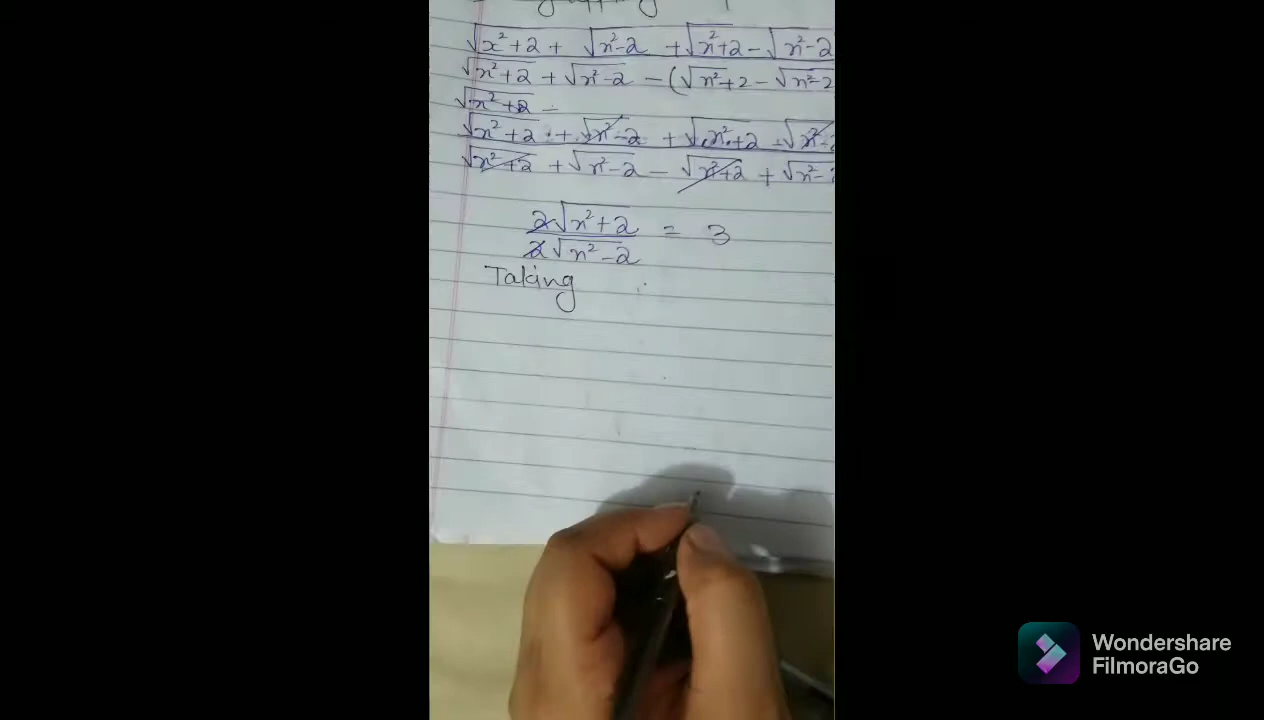 √x²+2 + √x²-2 + √x²+2 - √x²-2
√x²+2 + √x²-2 - (√x²+2 - √x²-2
√x²+2 =
√x²+2 + √x²-2 + √x²+2 - √x²-2
√x²+2 + √x²-2 - √x²+2 + √x²-2
2√x²+2 = 3
2√x²-2
Taking
Wondershare
FilmoraGo